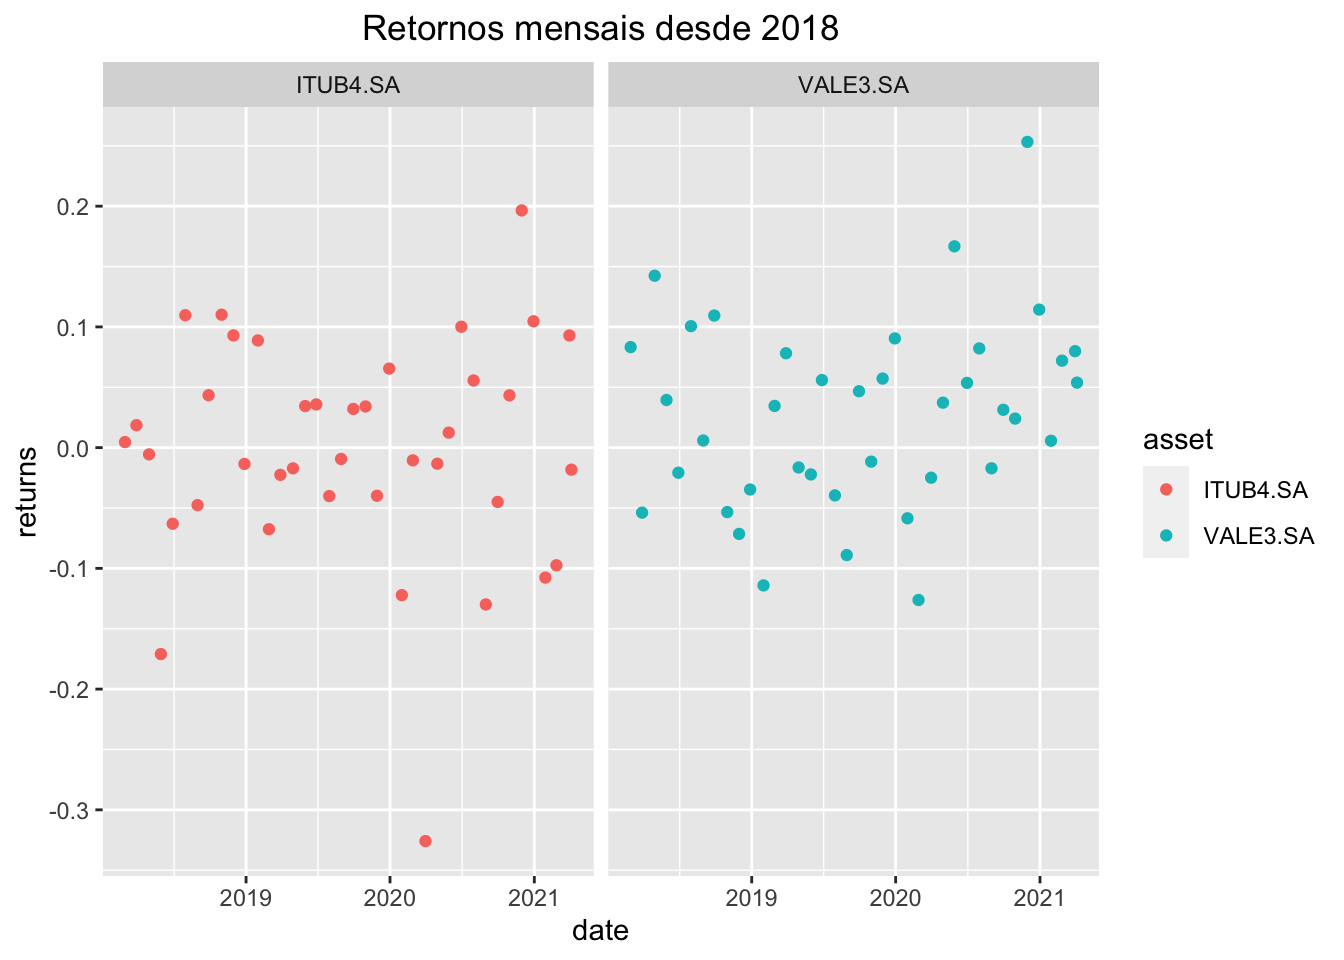 Retornos mensais desde 2018
ITUB4.SA
VALE3.SA
returns
0.2
0.1
0.0
-0.1
-0.2
-0.3
2019
2020
2021
2019
2020
2021
date
asset
ITUB4.SA
VALE3.SA